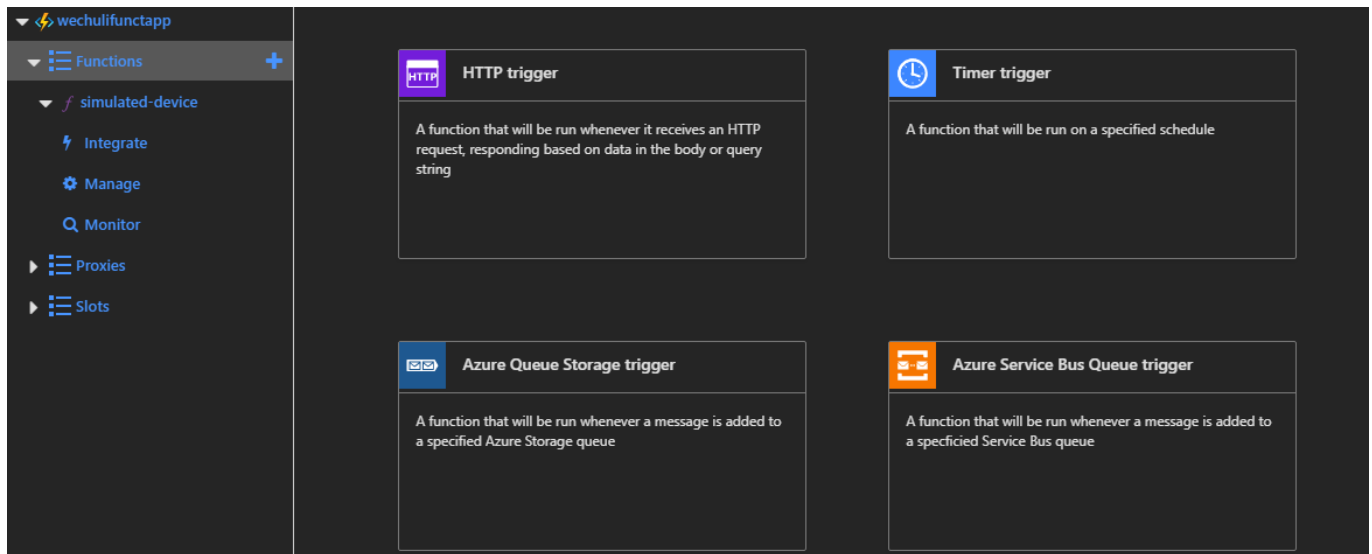 wechulifunctapp
Functions
simulated-device
Integrate
Manage
Monitor
Proxies
Slots
HTTP
HTTP trigger
A function that will be run whenever it receives an HTTP
request, responding based on data in the body or query
string
Timer trigger
A function that will be run on a specified schedule
Azure Queue Storage trigger
A function that will be run whenever a message is added to
a specified Azure Storage queue
Azure Service Bus Queue trigger
A function that will be run whenever a message is added to
a specficied Service Bus queue